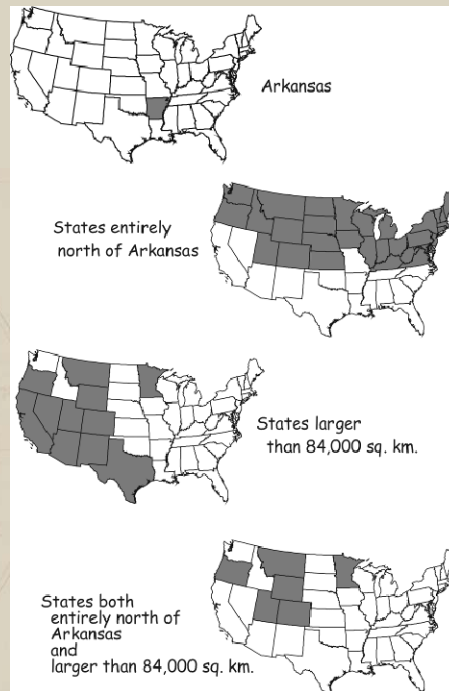 Arkansas
States entirely
north of Arkansas
States larger
than 84,000 sq. km.
States both
entirely north of
Arkansas
and
larger than 84,000 sq. km.